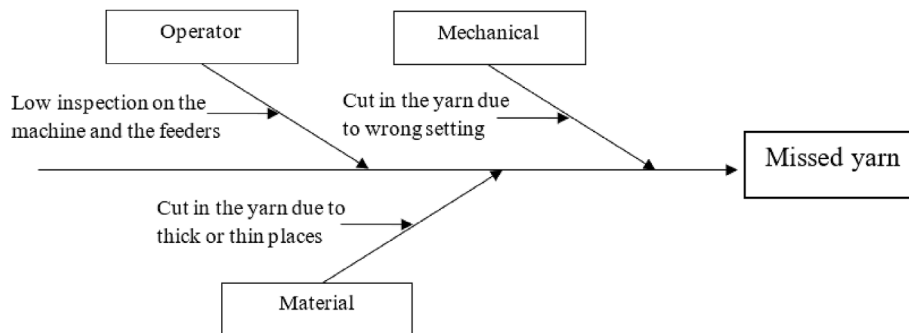 Operator
Mechanical
Low inspection on the
machine and the feeders
Cut in the yarn due
to wrong setting
Missed yarn
Cut in the yarn due to
thick or thin places
Material